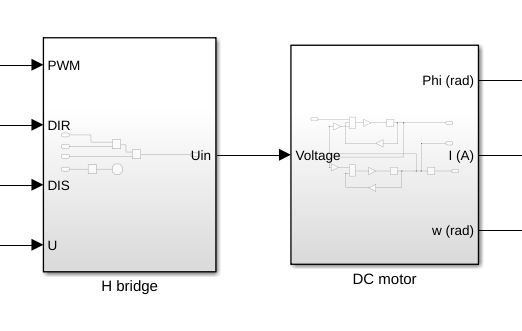 PWM
DIR
DIS
U
Uin
H bridge
Voltage
Phi (rad)
I (A)
w (rad)
DC motor